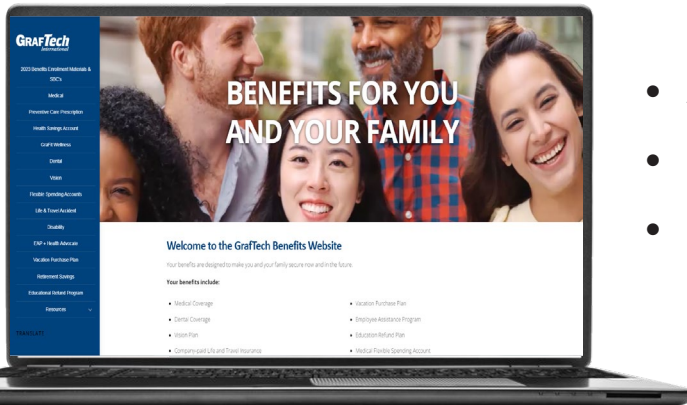 GRAFTech
International
2023 Benefits Enrollment Materials &
SBC's
Medical
Preventive Care Prescription
Health Savings Account
GraFit Wellness
Dental
Vision
Flexible Spending Accounts
Life & Travel Accident
Disability
EAP + Health Advocate
Vacation Purchase Plan
Retirement Savings
Educational Refund Program
Resources
TRANSLATE
BENEFITS FOR YOU
AND YOUR FAMILY
Welcome to the GrafTech Benefits Website
Your benefits are designed to make you and your family secure now and in the future.
Your benefits include:
• Medical Coverage
• Dental Coverage
• Vision Plan
• Company-paid Life and Travel Insurance
• Vacation Purchase Plan
• Employee Assistance Program
• Education Refund Plan
• Medical Flexible Spending Account